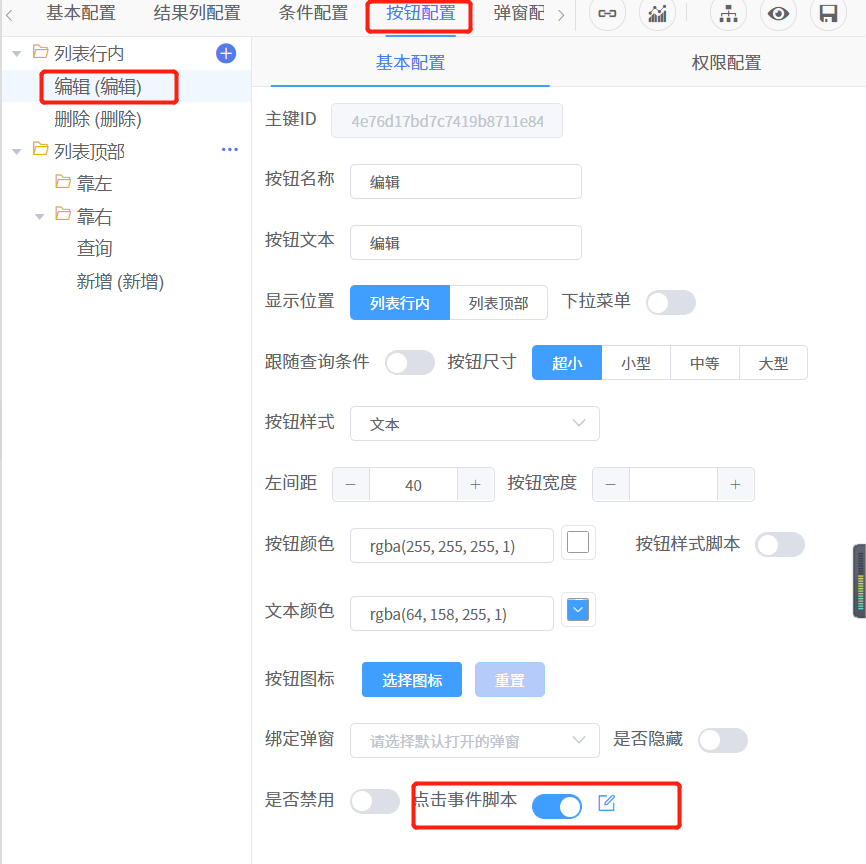 基本配置 结果列配置 条件配置 按钮配置 弹窗配
列表行内
编辑 (编辑)
删除 (删除)
列表顶部
靠左
靠右
查询
新增 (新增)
基本配置 权限配置
主键ID 4e76d17bd7c7419b8711e84
按钮名称 编辑
按钮文本 编辑
显示位置 列表行内 列表顶部 下拉菜单
跟随查询条件 按钮尺寸 超小 小型 中等 大型
按钮样式 文本
左间距 − 40 + 按钮宽度 − +
按钮颜色 rgba(255, 255, 255, 1) 按钮样式脚本
文本颜色 rgba(64, 158, 255, 1)
按钮图标 选择图标 重置
绑定弹窗 请选择默认打开的弹窗 是否隐藏
是否禁用 点击事件脚本